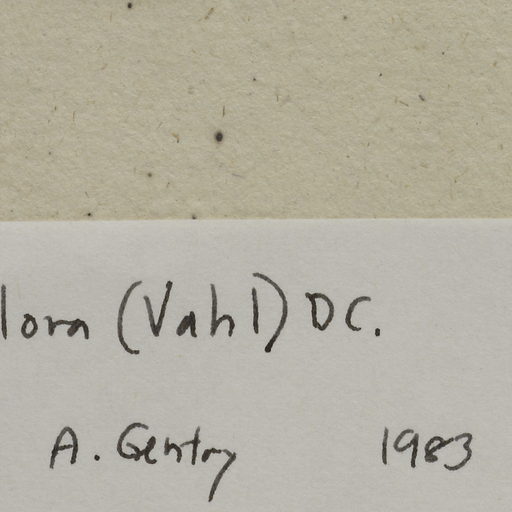 lora (Vahl) DC.
A. Gentry 1983